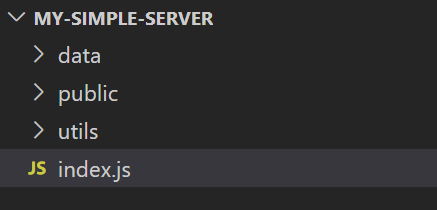 MY-SIMPLE-SERVER
data
public
utils
JS index.js